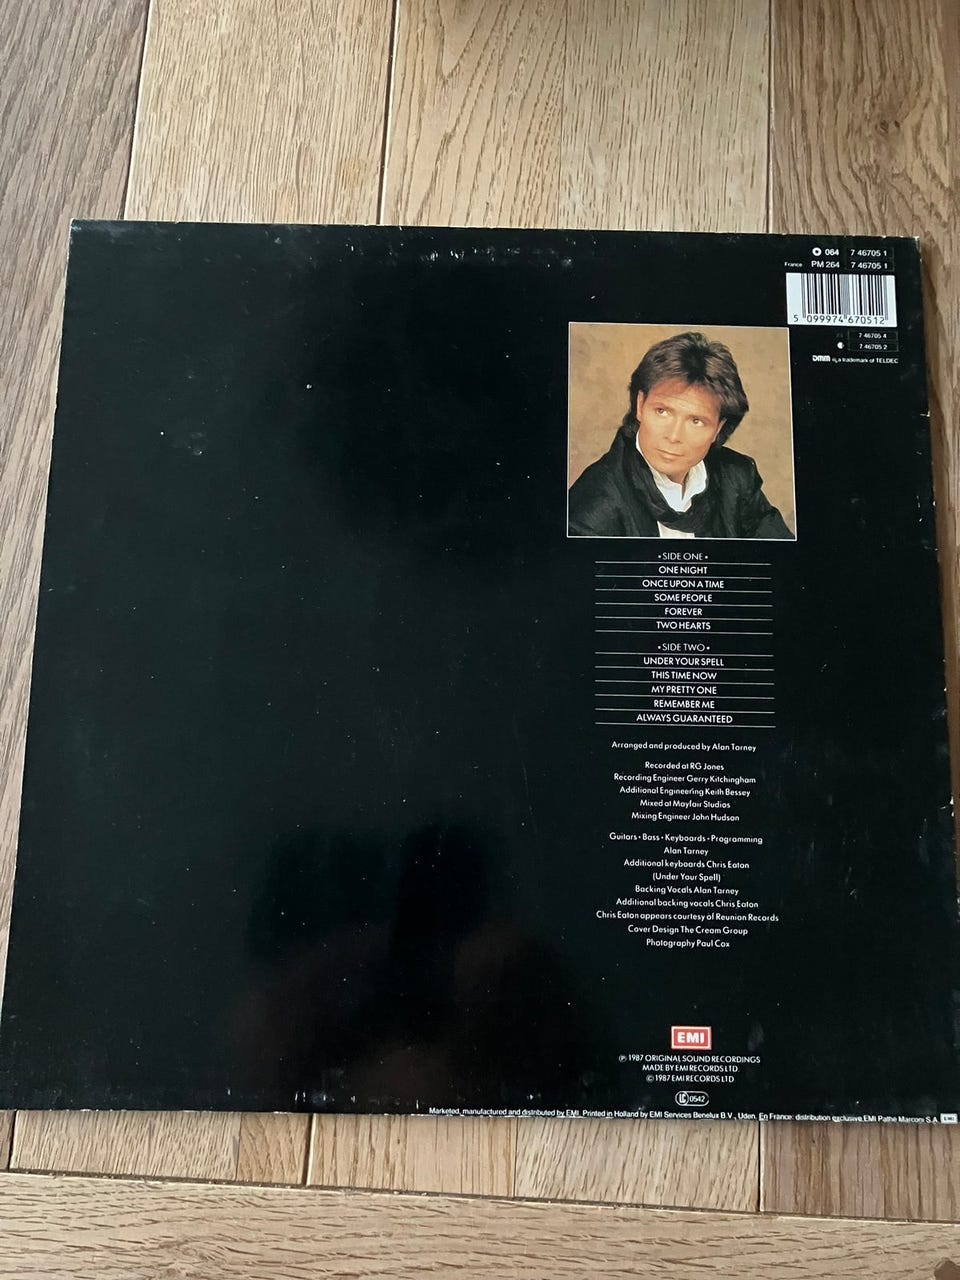 064 7 46705 1
France PM 264 7 46705 1
5 099974 670512
7 46705 4
7 46705 2
DMM is a trademark of TELDEC
•SIDE ONE•
ONE NIGHT
ONCE UPON A TIME
SOME PEOPLE
FOREVER
TWO HEARTS
•SIDE TWO•
UNDER YOUR SPELL
THIS TIME NOW
MY PRETTY ONE
REMEMBER ME
ALWAYS GUARANTEED
Arranged and produced by Alan Tarney
Recorded at RG Jones
Recording Engineer Gerry Kitchingham
Additional Engineering Keith Bessey
Mixed at Mayfair Studios
Mixing Engineer John Hudson
Guitars•Bass•Keyboards•Programming
Alan Tarney
Additional keyboards Chris Eaton
(Under Your Spell)
Backing Vocals Alan Tarney
Additional backing vocals Chris Eaton
Chris Eaton appears courtesy of Reunion Records
Cover Design The Cream Group
Photography Paul Cox
EMI
℗ 1987 ORIGINAL SOUND RECORDINGS
MADE BY EMI RECORDS LTD.
© 1987 EMI RECORDS LTD
LC 0542
Marketed, manufactured and distributed by EMI. Printed in Holland by EMI Services Benelux B.V., Uden. En France: distribution exclusive EMI Pathé Marconi S.A. EMI